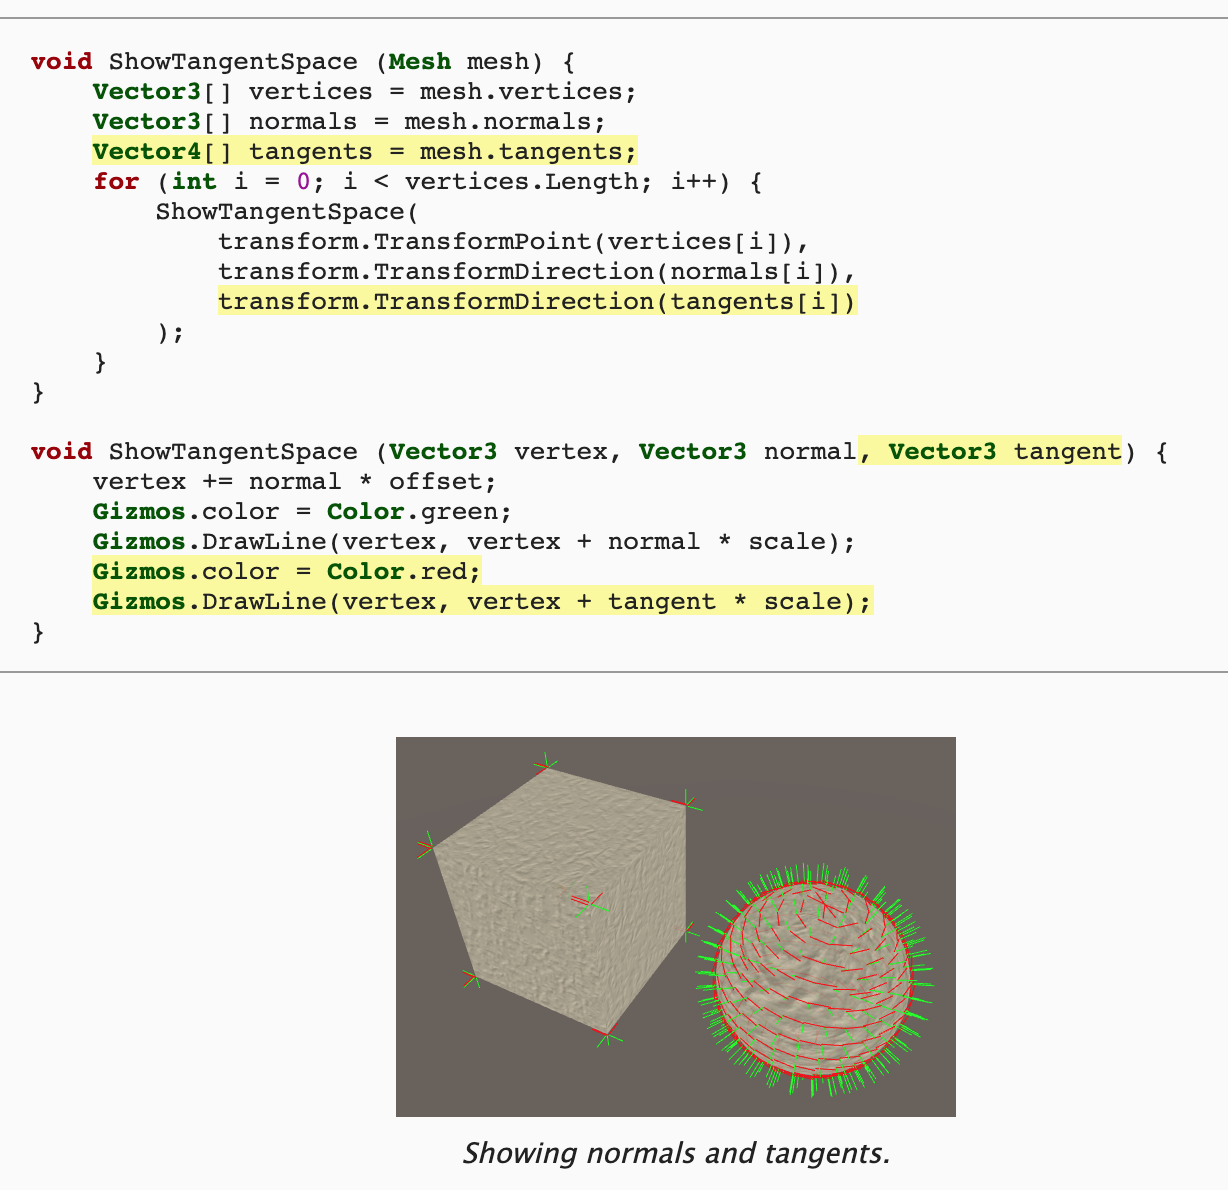 void ShowTangentSpace (Mesh mesh) {
Vector3[] vertices = mesh.vertices;
Vector3[] normals = mesh.normals;
Vector4[] tangents = mesh.tangents;
for (int i = 0; i < vertices.Length; i++) {
ShowTangentSpace(
transform.TransformPoint(vertices[i]),
transform.TransformDirection(normals[i]),
transform.TransformDirection(tangents[i])
);
}
}
void ShowTangentSpace (Vector3 vertex, Vector3 normal, Vector3 tangent) {
vertex += normal * offset;
Gizmos.color = Color.green;
Gizmos.DrawLine(vertex, vertex + normal * scale);
Gizmos.color = Color.red;
Gizmos.DrawLine(vertex, vertex + tangent * scale);
}
Showing normals and tangents.